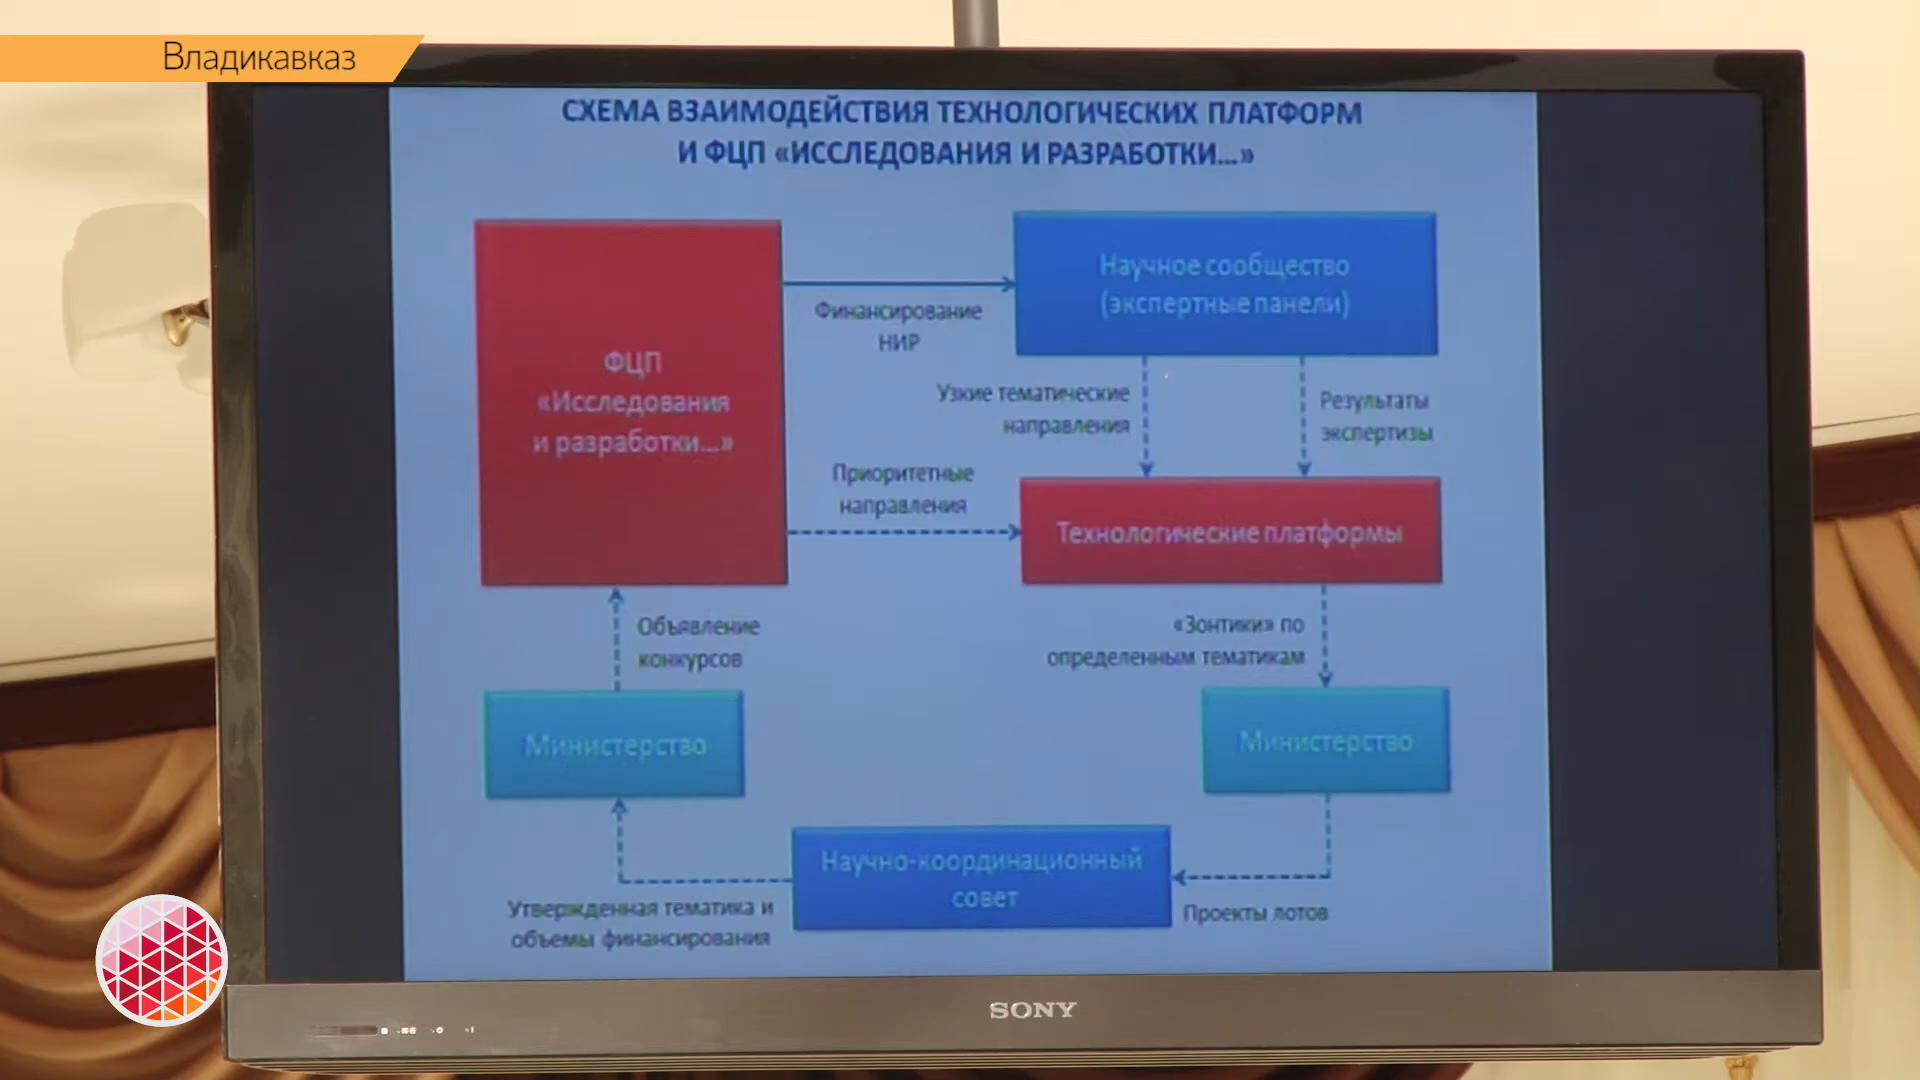 Владикавказ
СХЕМА ВЗАИМОДЕЙСТВИЯ ТЕХНОЛОГИЧЕСКИХ ПЛАТФОРМ
И ФЦП «ИССЛЕДОВАНИЯ И РАЗРАБОТКИ...»
ФЦП
«Исследования
и разработки...»
Финансирование
НИР
Научное сообщество
(экспертные панели)
Узкие тематические
направления
Результаты
экспертизы
Приоритетные
направления
Технологические платформы
Объявление
конкурсов
«Зонтики» по
определенным тематикам
Министерство
Министерство
Научно-координационный
совет
Утвержденная тематика и
объемы финансирования
Проекты лотов
SONY